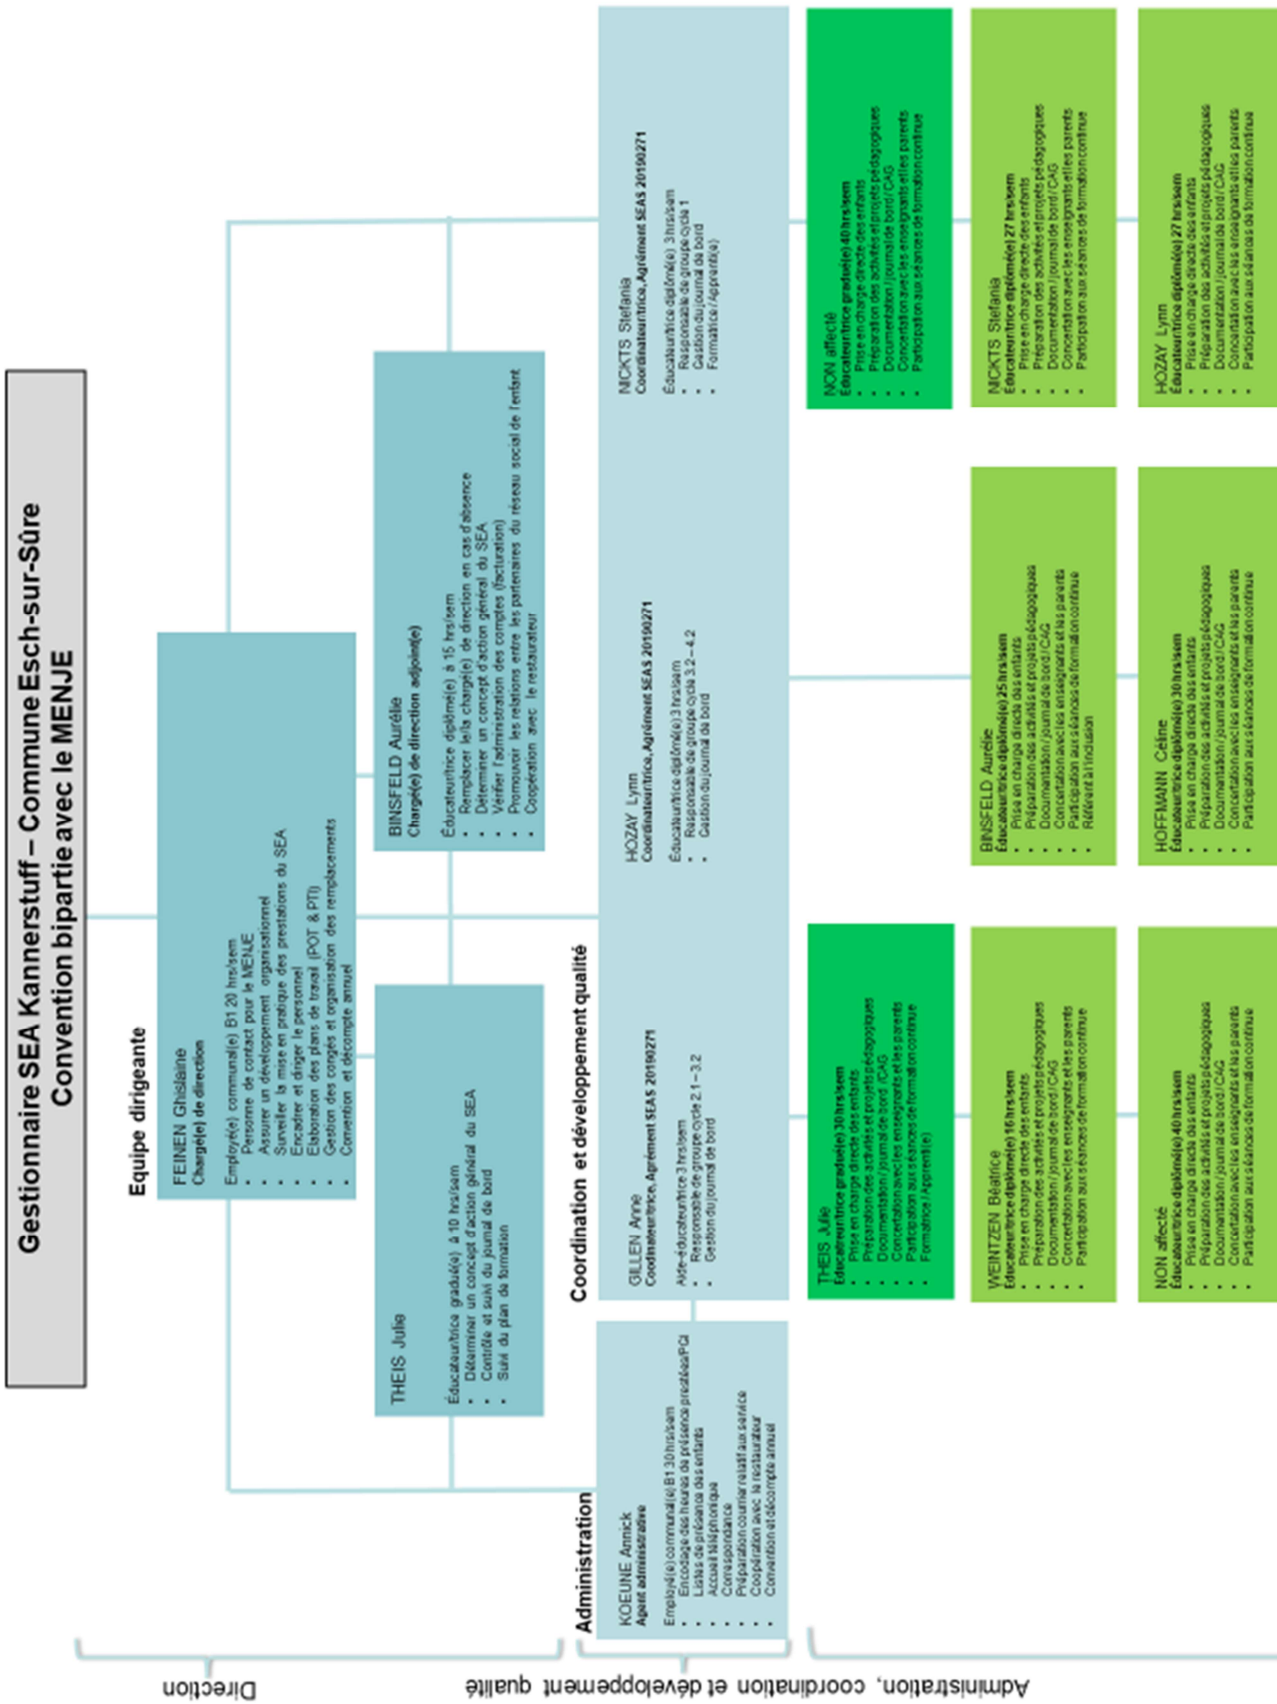 Gestionnaire SEA Kannerstuff – Commune Esch-sur-Sûre
Convention bipartie avec le MENJE
Direction
Equipe dirigeante
FEINEN Ghislaine
Chargé(e) de direction
Employé(e) communal(e) B1 20 hrs/sem
• Personne de contact pour le MENJE
• Assurer un développement organisationnel
• Surveiller la mise en pratique des prestations du SEA
• Encadrer et diriger le personnel
• Elaboration des plans de travail (POT & PTI)
• Gestion des congés et organisation des remplacements
• Convention et décompte annuel
THEIS Julie
Éducateur/trice gradué(e) à 10 hrs/sem
• Déterminer un concept d'action général du SEA
• Contrôle et suivi du journal de bord
• Suivi du plan de formation
BINSFELD Aurélie
Chargé(e) de direction adjoint(e)
Éducateur/trice diplômé(e) à 15 hrs/sem
• Remplacer le/la chargé(e) de direction en cas d'absence
• Déterminer un concept d'action général du SEA
• Vérifier l'administration des comptes (facturation)
• Promouvoir les relations entre les partenaires du réseau social de l'enfant
• Coopération avec le restaurateur
Administration, coordination et développement qualité
Administration
KOEUNE Annick
Agent administrative
Employé(e) communal(e) B1 30 hrs/sem
• Encodage des heures de présence prestées/PGI
• Listes de présence des enfants
• Accueil téléphonique
• Correspondance
• Préparation courrier relatif aux service
• Coopération avec le restaurateur
• Convention et décompte annuel
Coordination et développement qualité
GILLEN Anne
Coodinateur/trice, Agrément SEAS 20190271
Aide-éducateur/trice 3 hrs/sem
• Responsable de groupe cycle 2.1 – 3.2
• Gestion du journal de bord
HOZAY Lynn
Coordinateur/trice, Agrément SEAS 20190271
Éducateur/trice diplômé(e) 3 hrs/sem
• Responsable de groupe cycle 3.2 – 4.2
• Gestion du journal de bord
NICKTS Stefania
Coordinateur/trice, Agrément SEAS 20190271
Éducateur/trice diplômé(e) 3 hrs/sem
• Responsable de groupe cycle 1
• Gestion du journal de bord
• Formatrice / Apprenti(e)
THEIS Julie
Educateur/trice gradué(e) 30 hrs/sem
• Prise en charge directe des enfants
• Préparation des activités et projets pédagogiques
• Documentation / journal de bord / CAG
• Concertation avec les enseignants et les parents
• Participation aux séances de formation continue
• Formatrice / Apprenti(e)
NON affecté
Educateur/trice gradué(e) 40 hrs/sem
• Prise en charge directe des enfants
• Préparation des activités et projets pédagogiques
• Documentation / journal de bord / CAG
• Concertation avec les enseignants et les parents
• Participation aux séances de formation continue
WEINTZEN Béatrice
Éducateur/trice diplômé(e) 16 hrs/sem
• Prise en charge directe des enfants
• Préparation des activités et projets pédagogiques
• Documentation / journal de bord / CAG
• Concertation avec les enseignants et les parents
• Participation aux séances de formation continue
BINSFELD Aurélie
Éducateur/trice diplômé(e) 25 hrs/sem
• Prise en charge directe des enfants
• Préparation des activités et projets pédagogiques
• Documentation / journal de bord / CAG
• Concertation avec les enseignants et les parents
• Participation aux séances de formation continue
• Référent à l'inclusion
NICKTS Stefania
Éducateur/trice diplômé(e) 27 hrs/sem
• Prise en charge directe des enfants
• Préparation des activités et projets pédagogiques
• Documentation / journal de bord / CAG
• Concertation avec les enseignants et les parents
• Participation aux séances de formation continue
NON affecté
Éducateur/trice diplômé(e) 40 hrs/sem
• Prise en charge directe des enfants
• Préparation des activités et projets pédagogiques
• Documentation / journal de bord / CAG
• Concertation avec les enseignants et les parents
• Participation aux séances de formation continue
HOFFMANN Céline
Éducateur/trice diplômé(e) 30 hrs/sem
• Prise en charge directe des enfants
• Préparation des activités et projets pédagogiques
• Documentation / journal de bord / CAG
• Concertation avec les enseignants et les parents
• Participation aux séances de formation continue
HOZAY Lynn
Éducateur/trice diplômé(e) 27 hrs/sem
• Prise en charge directe des enfants
• Préparation des activités et projets pédagogiques
• Documentation / journal de bord / CAG
• Concertation avec les enseignants et les parents
• Participation aux séances de formation continue